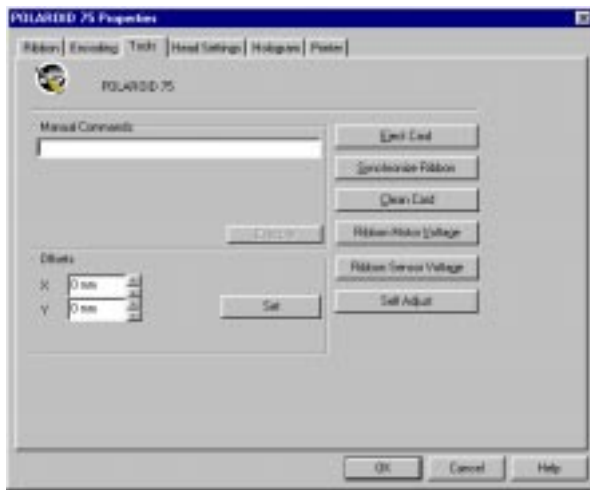 POLAROID 75 Properties
Ribbon Encoding Tools Head Settings Hologram Printer
POLAROID 75
Manual Commands
Eject Card
Synchronize Ribbon
Clean Card
Ribbon Motor Voltage
Offsets
Ribbon Sensor Voltage
X 0 mm
Set
Self Adjust
Y 0 mm
OK Cancel Help